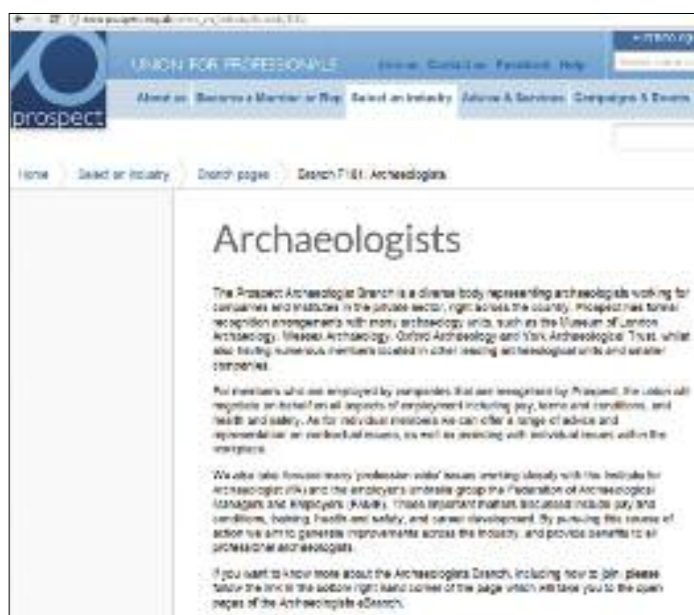 UNION FOR PROFESSIONALS
prospect
About us Become a Member or Rep Select an Industry Advice & Services Campaigns & Events
Home Select an Industry Branch pages Branch F181: Archaeologists
Archaeologists
The Prospect Archaeologist Branch is a diverse body representing archaeologists working for
companies and institutes in the private sector, right across the country. Prospect has formal
recognition arrangements with many archaeology units, such as the Museum of London
Archaeology, Wessex Archaeology, Oxford Archaeology and York Archaeological Trust, whilst
also having numerous members located in other leading archaeological units and smaller
companies.
For members who are employed by companies that are recognised by Prospect, the union will
negotiate on behalf on all aspects of employment including pay, terms and conditions, and
health and safety. As for individual members we can offer a range of advice and
representation on contractual issues, as well as assisting with individual issues within the
workplace.
We also take forward many 'profession wide' issues working closely with the Institute for
Archaeologist (IfA) and the employers umbrella group the Federation of Archaeological
Managers and Employers (FAME). These important matters discussed include pay and
conditions, training, health and safety, and career development. By pursuing this course of
action we aim to generate improvements across the industry, and provide benefits to all
professional archaeologists.
If you want to know more about the Archaeologists Branch, including how to join, please
follow the link in the bottom right hand corner of the page which will take you to the open
pages of the Archaeologists eBranch.